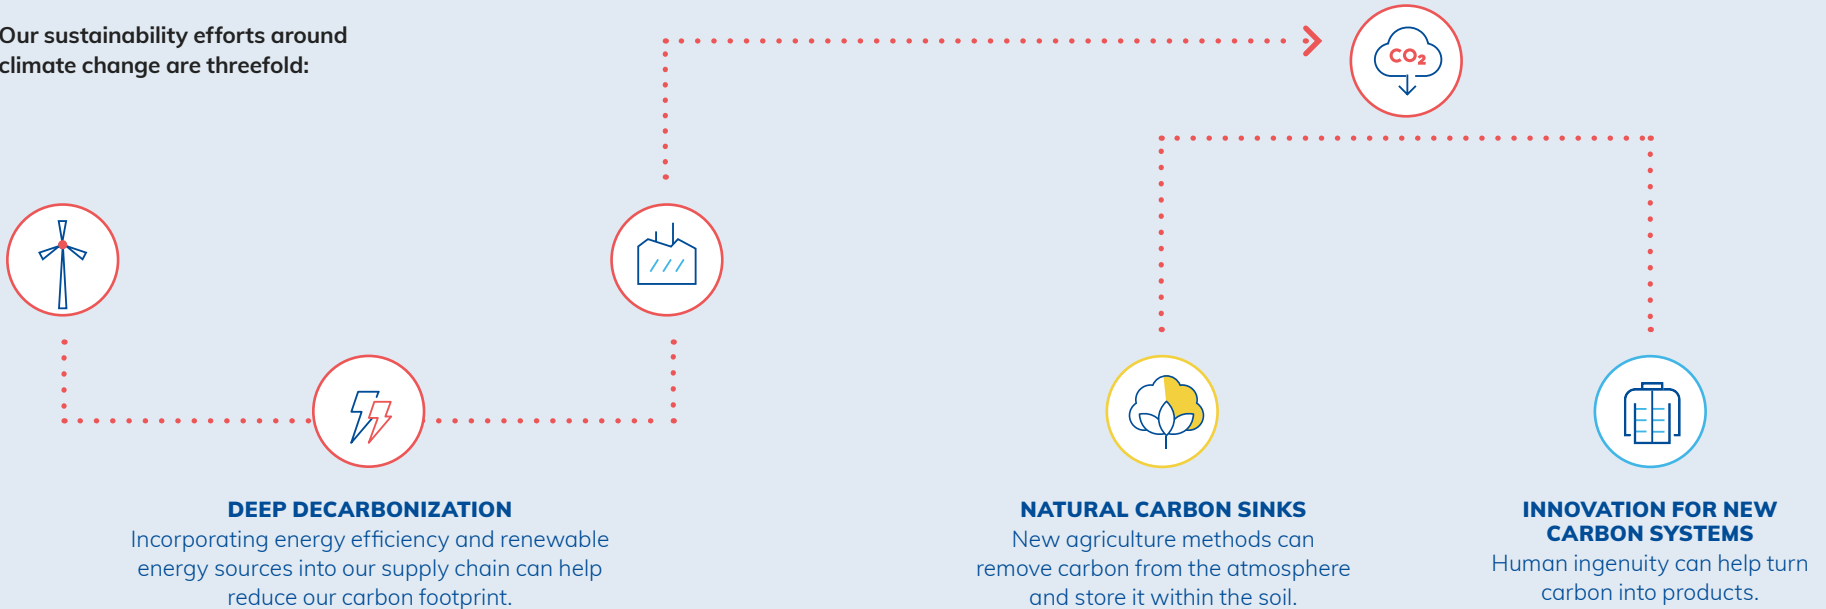 Our sustainability efforts around
climate change are threefold:
CO₂
DEEP DECARBONIZATION
Incorporating energy efficiency and renewable
energy sources into our supply chain can help
reduce our carbon footprint.
NATURAL CARBON SINKS
New agriculture methods can
remove carbon from the atmosphere
and store it within the soil.
INNOVATION FOR NEW
CARBON SYSTEMS
Human ingenuity can help turn
carbon into products.